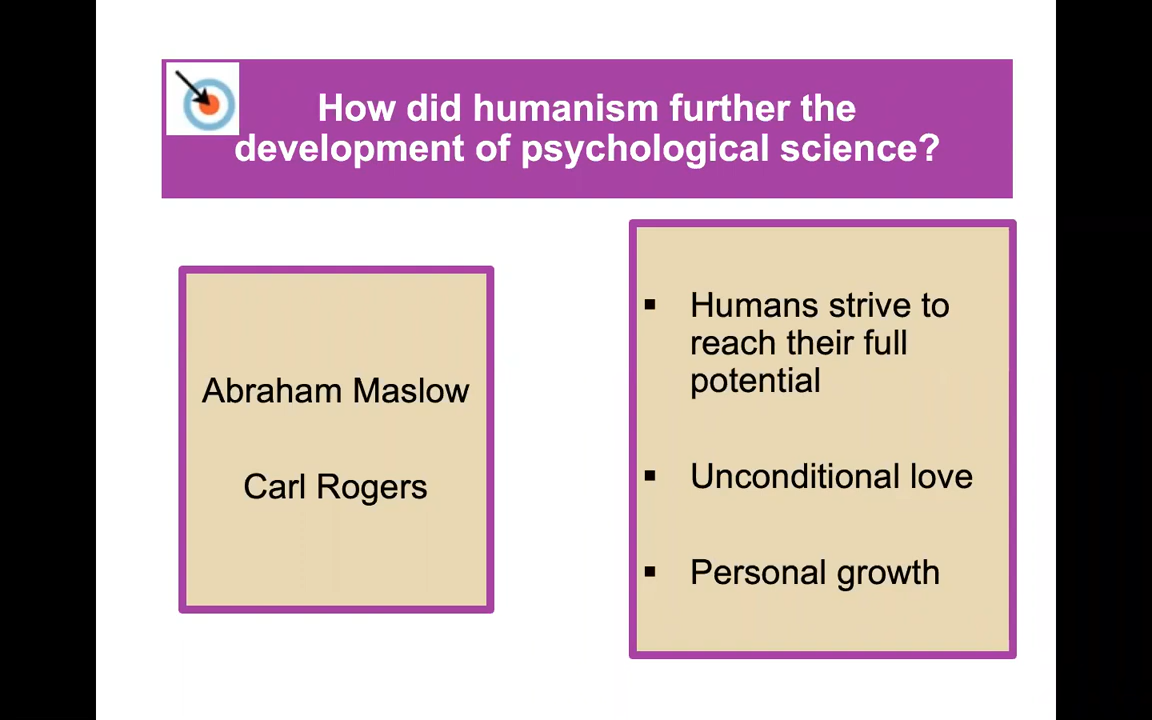 How did humanism further the
development of psychological science?
Abraham Maslow
Carl Rogers
▪ Humans strive to
reach their full
potential
▪ Unconditional love
▪ Personal growth